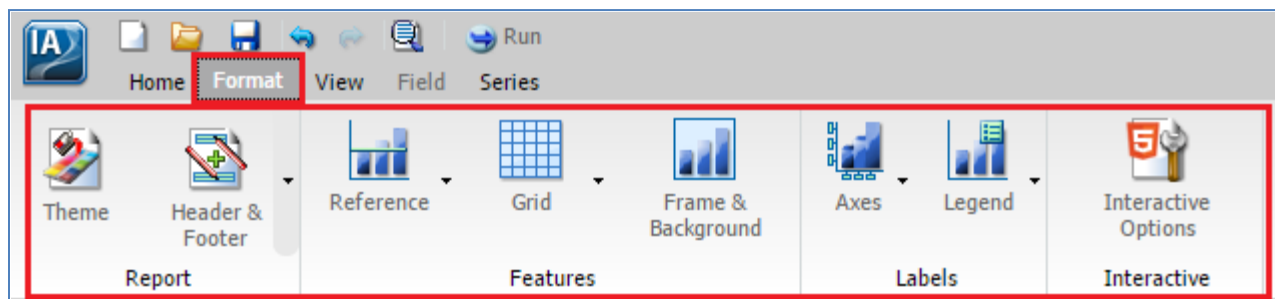 IA
Run
Home Format View Field Series
Theme
Header &
Footer
Reference
Grid
Frame &
Background
Axes
Legend
5
Interactive
Options
Report
Features
Labels
Interactive